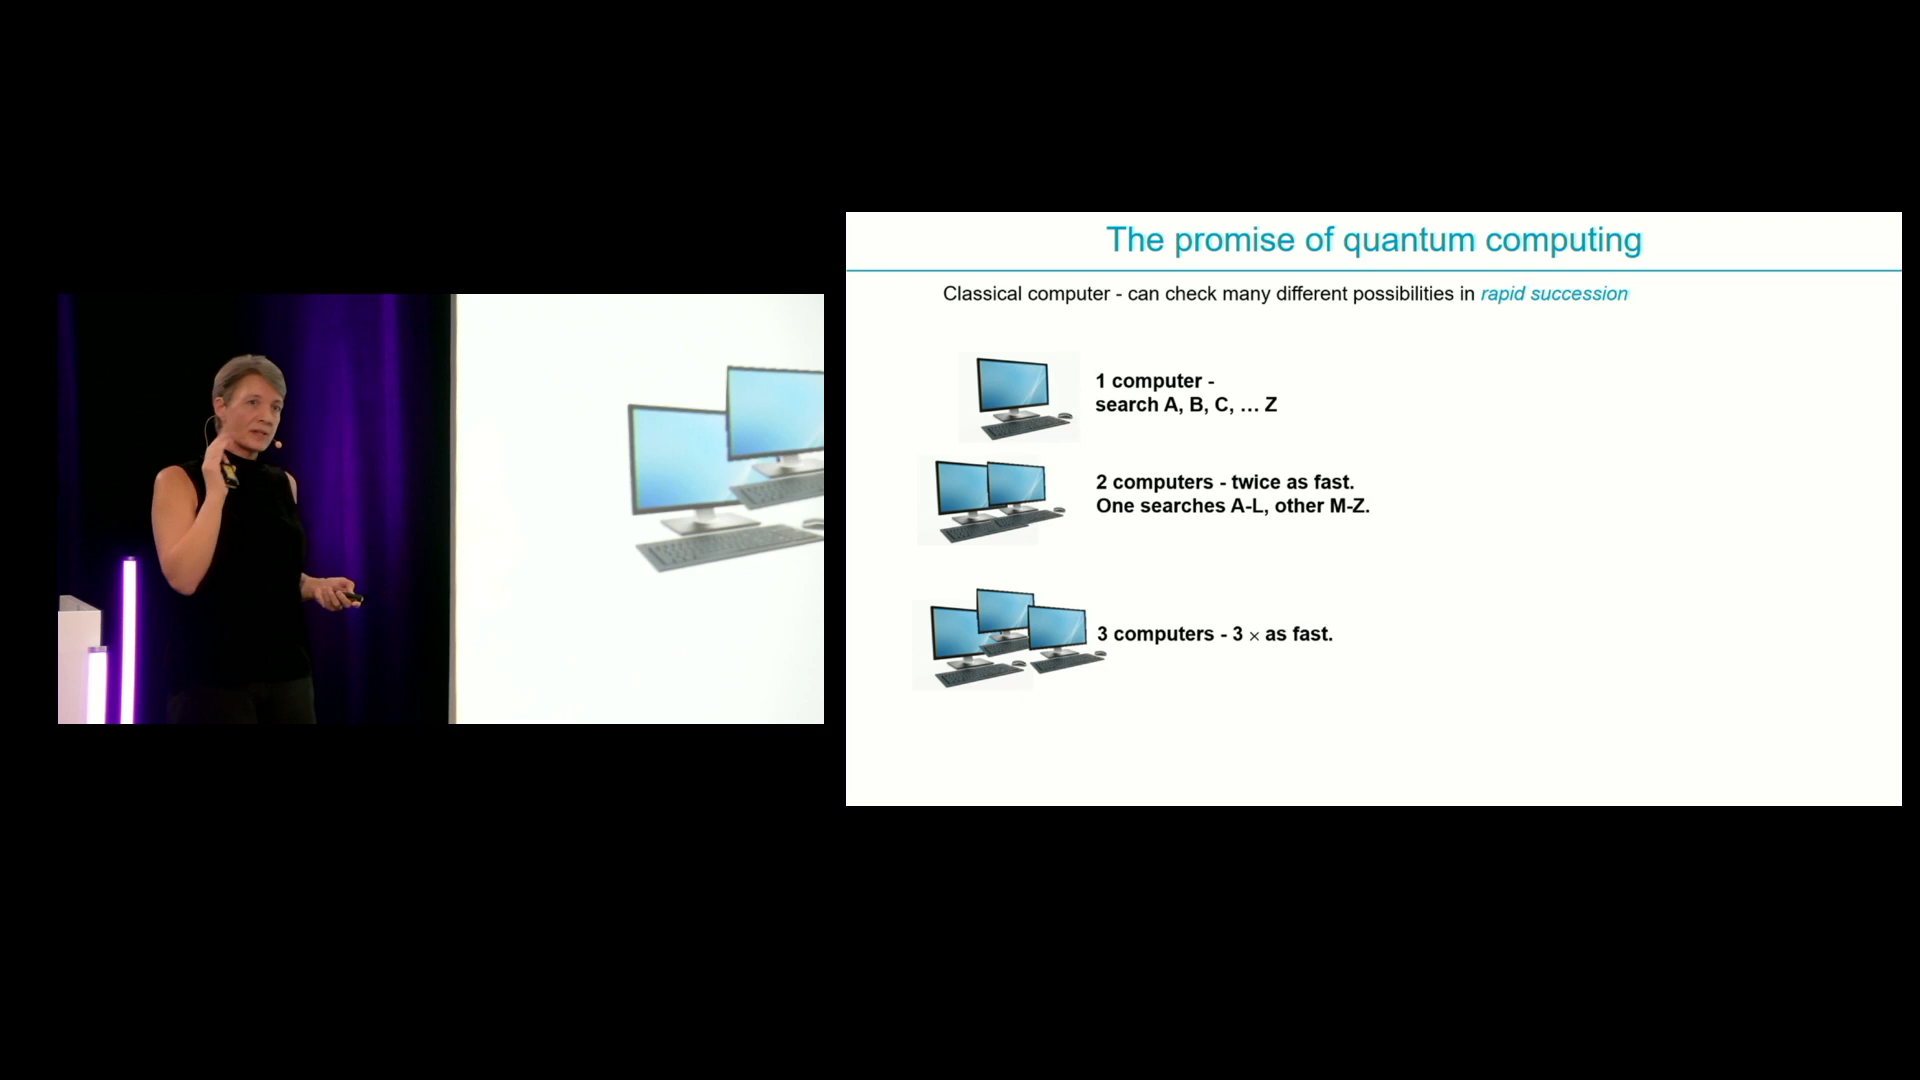 The promise of quantum computing
Classical computer - can check many different possibilities in rapid succession
1 computer -
search A, B, C, … Z
2 computers - twice as fast.
One searches A-L, other M-Z.
3 computers - 3 × as fast.